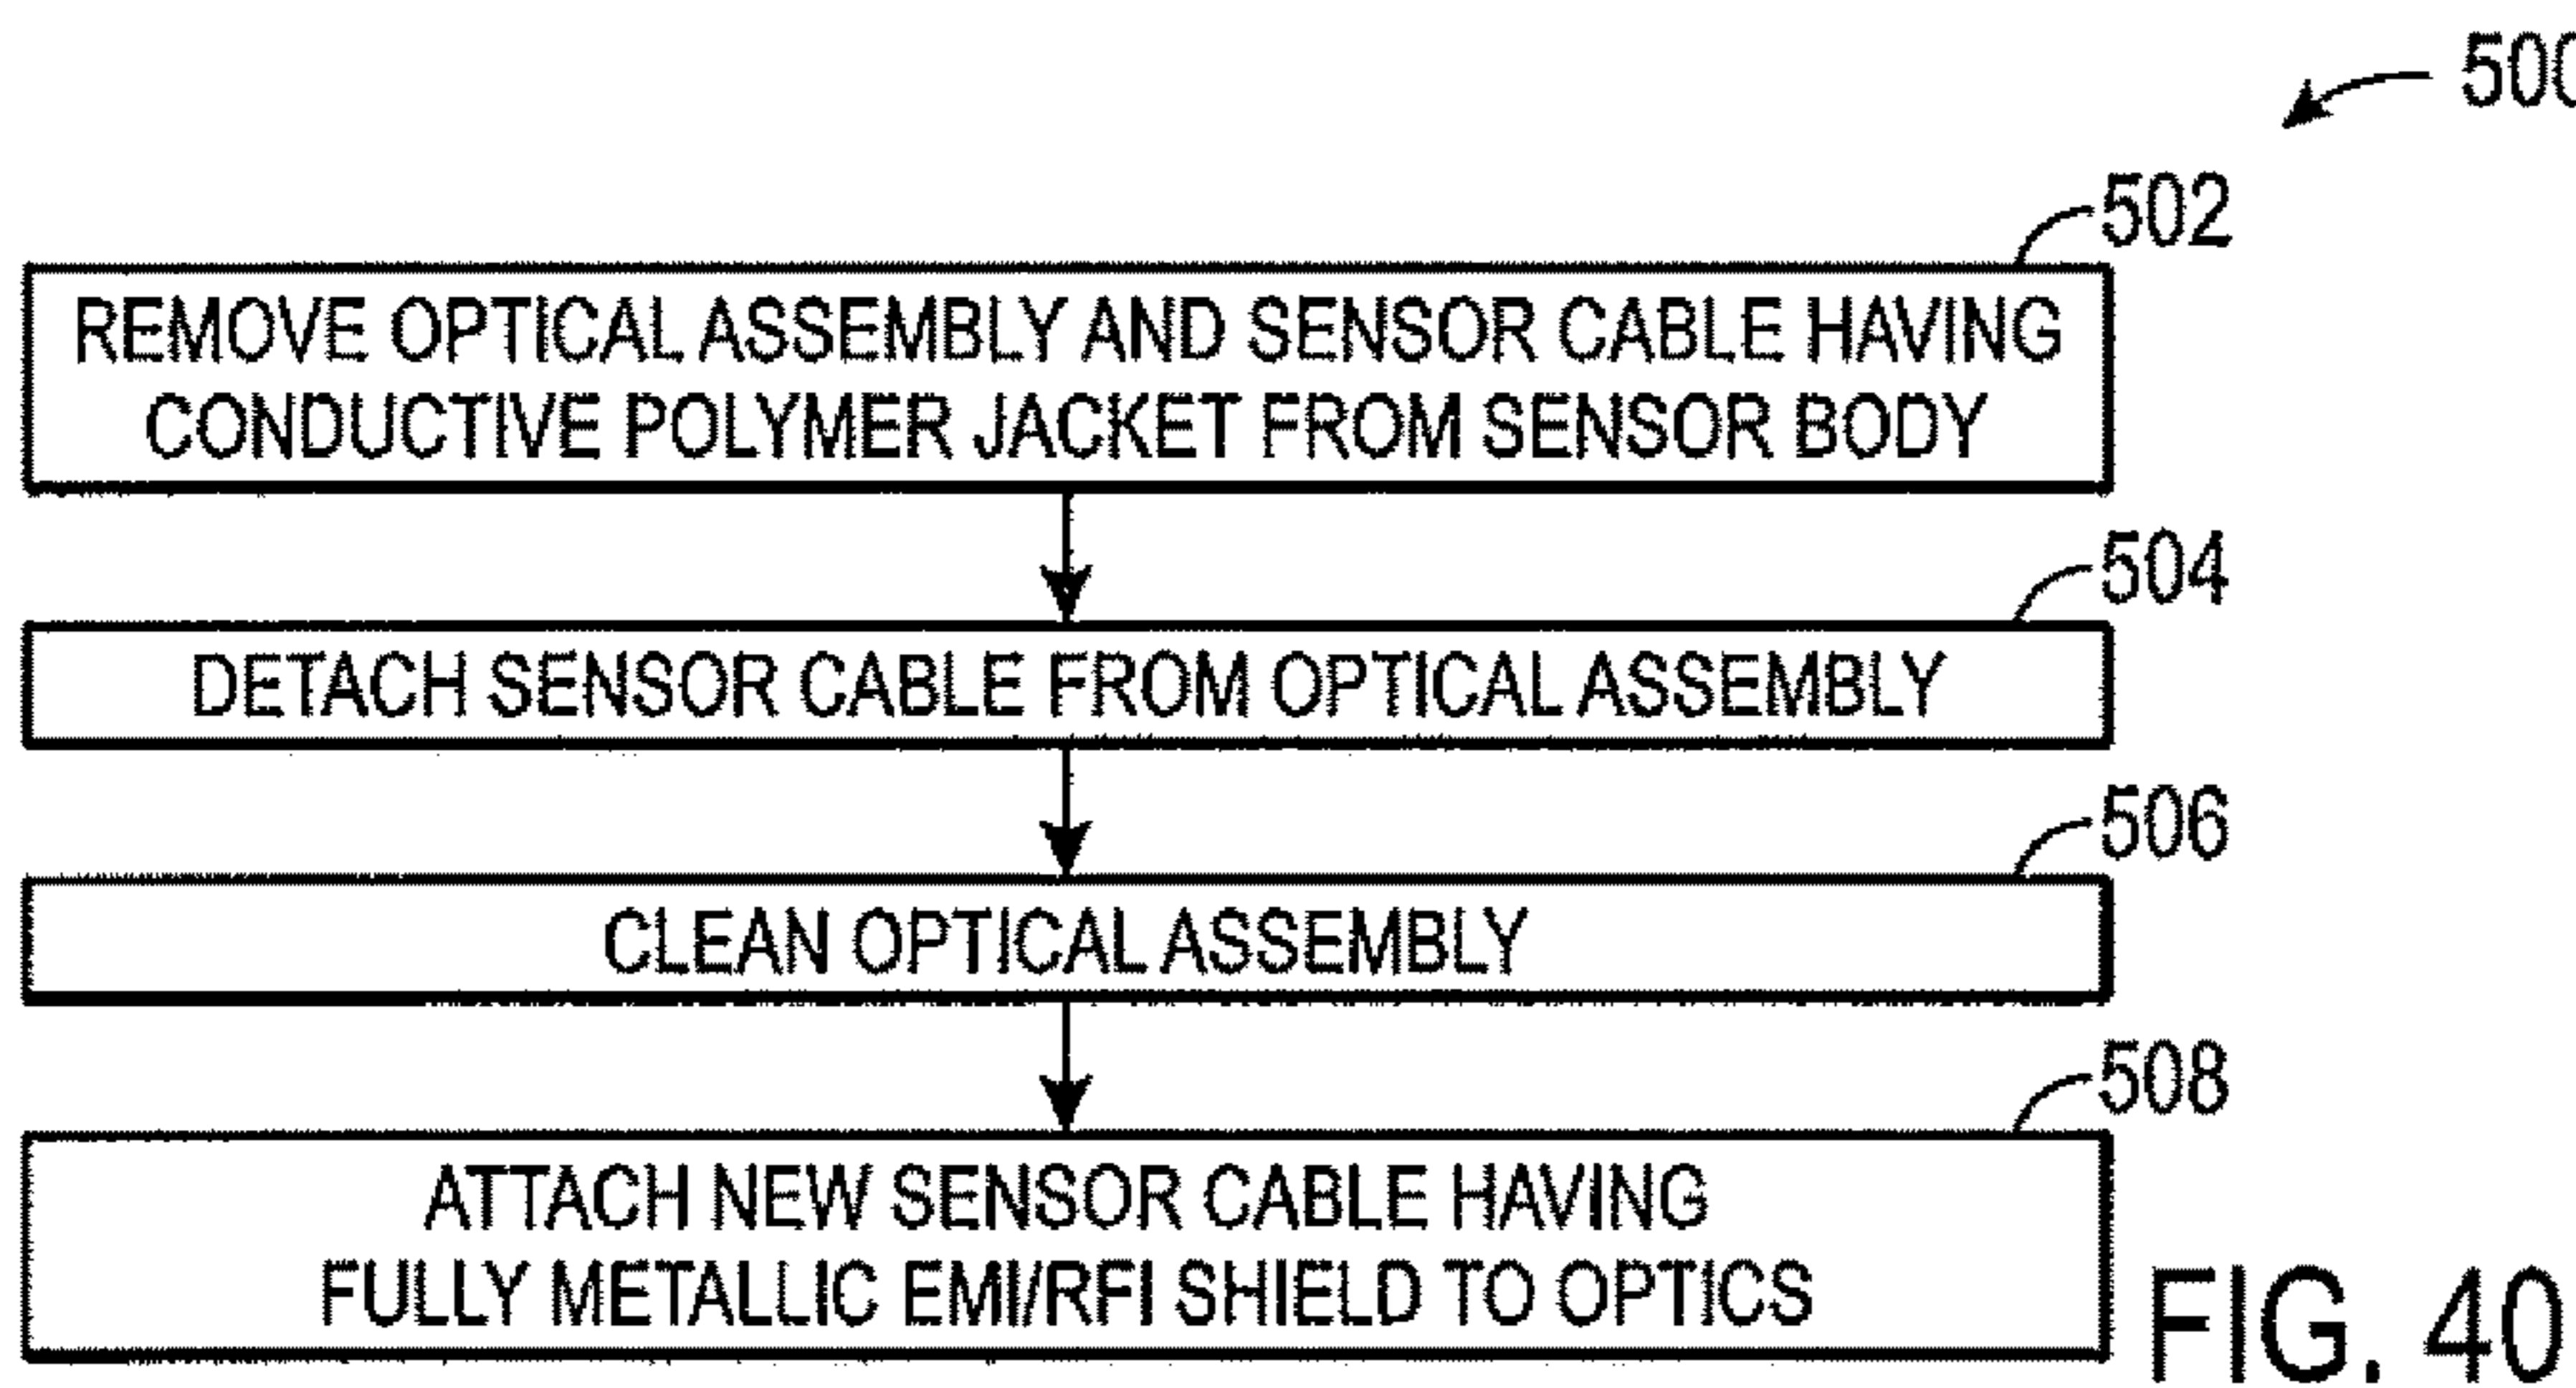 500
502
REMOVE OPTICAL ASSEMBLY AND SENSOR CABLE HAVING
CONDUCTIVE POLYMER JACKET FROM SENSOR BODY
504
DETACH SENSOR CABLE FROM OPTICAL ASSEMBLY
506
CLEAN OPTICAL ASSEMBLY
508
ATTACH NEW SENSOR CABLE HAVING
FULLY METALLIC EMI/RFI SHIELD TO OPTICS
FIG. 40